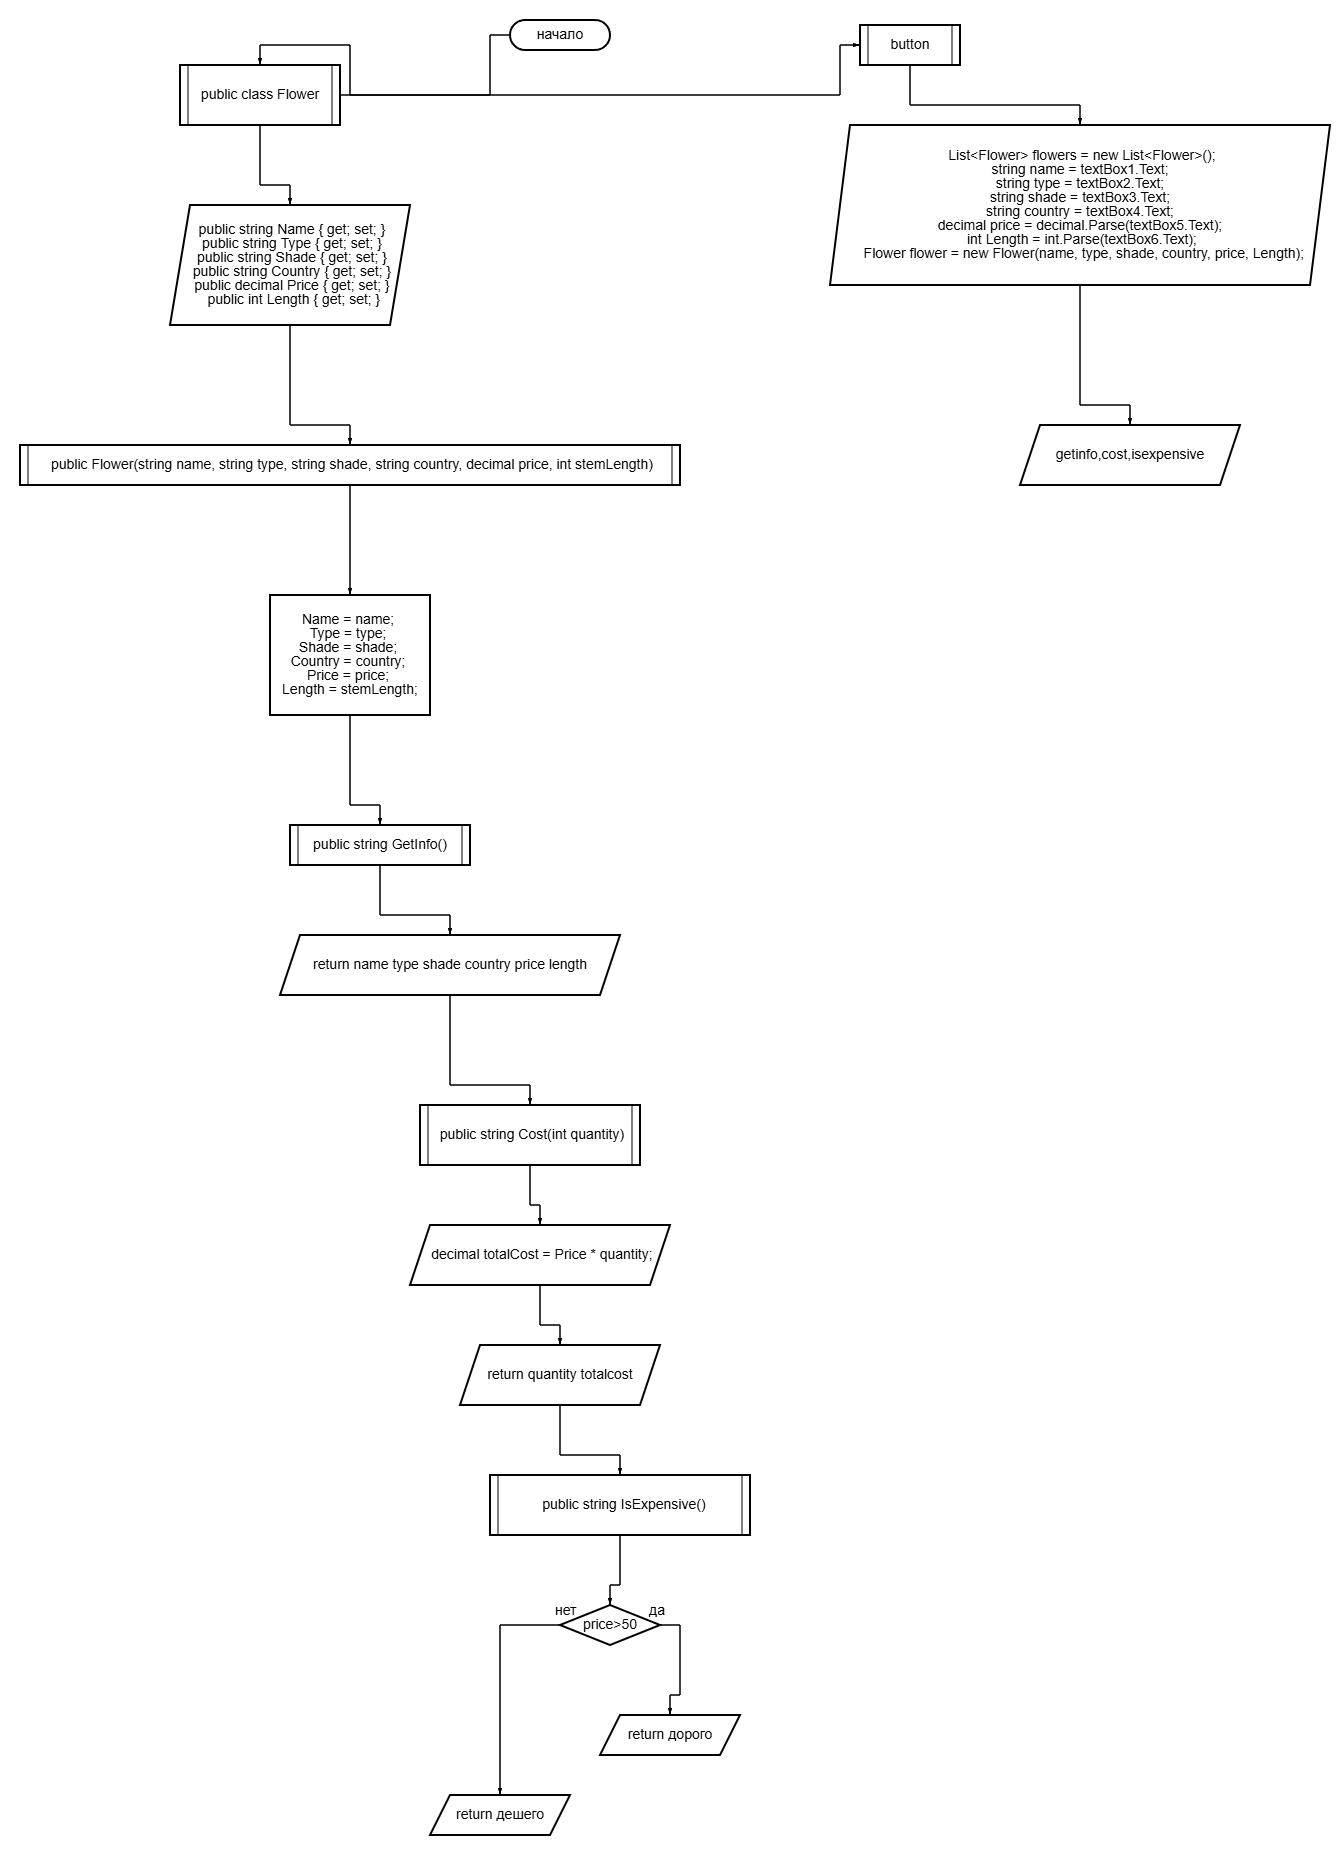 начало
button
public class Flower
List<Flower> flowers = new List<Flower>();
string name = textBox1.Text;
string type = textBox2.Text;
string shade = textBox3.Text;
string country = textBox4.Text;
decimal price = decimal.Parse(textBox5.Text);
int Length = int.Parse(textBox6.Text);
Flower flower = new Flower(name, type, shade, country, price, Length);
public string Name { get; set; }
public string Type { get; set; }
public string Shade { get; set; }
public string Country { get; set; }
public decimal Price { get; set; }
public int Length { get; set; }
getinfo,cost,isexpensive
public Flower(string name, string type, string shade, string country, decimal price, int stemLength)
Name = name;
Type = type;
Shade = shade;
Country = country;
Price = price;
Length = stemLength;
public string GetInfo()
return name type shade country price length
public string Cost(int quantity)
decimal totalCost = Price * quantity;
return quantity totalcost
public string IsExpensive()
нет
да
price>50
return дорого
return дешего